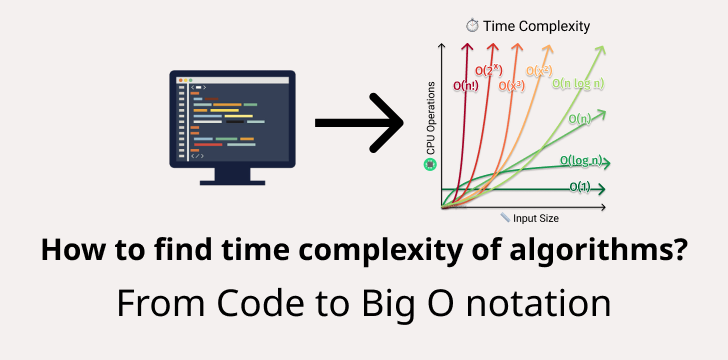 Time Complexity
O(n!)
O(2^x)
O(x³)
O(x²)
O(n log n)
O(n)
O(log n)
O(1)
CPU Operations
Input Size
How to find time complexity of algorithms?
From Code to Big O notation